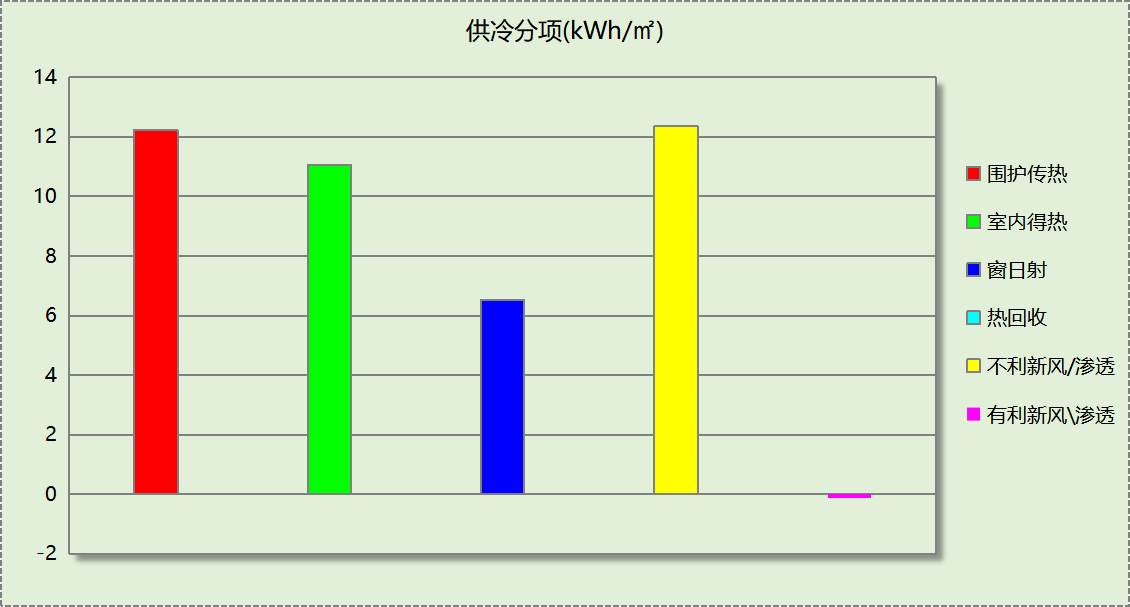 供冷分项(kWh/㎡)
14
12
10
8
6
4
2
0
-2
围护传热
室内得热
窗日射
热回收
不利新风/渗透
有利新风\渗透